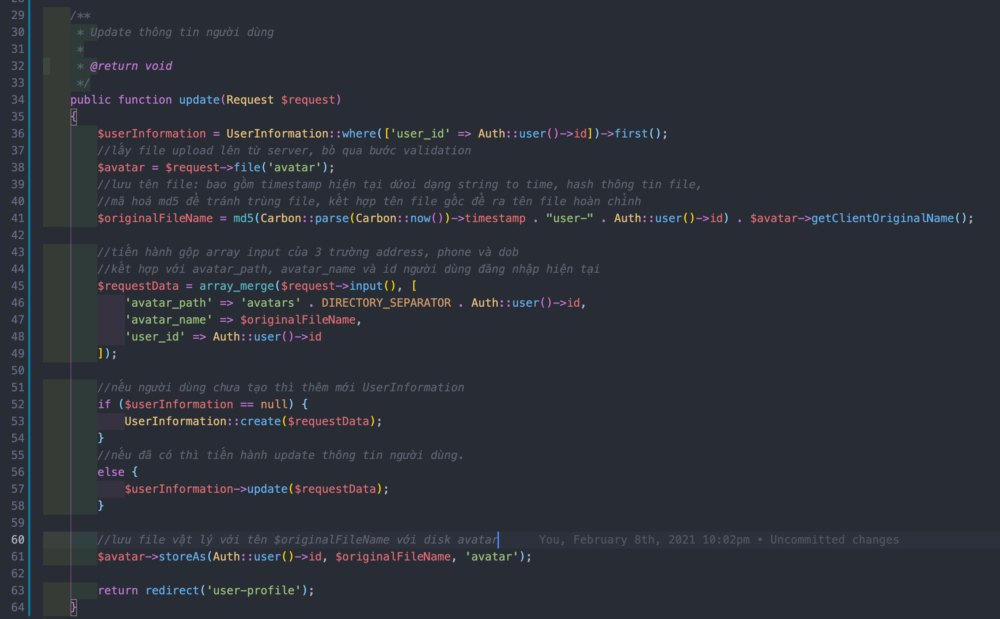 29 /**
30 * Update thông tin người dùng
31 *
32 * @return void
33 */
34 public function update(Request $request)
35 {
36 $userInformation = UserInformation::where(['user_id' => Auth::user()->id])->first();
37 //lấy file upload lên từ server, bỏ qua bước validation
38 $avatar = $request->file('avatar');
39 //lưu tên file: bao gồm timestamp hiện tại dứoi dạng string to time, hash thông tin file,
40 //mã hoá md5 để tránh trùng file, kết hợp tên file gốc để ra tên file hoàn chỉnh
41 $originalFileName = md5(Carbon::parse(Carbon::now())->timestamp . "user-" . Auth::user()->id) . $avatar->getClientOriginalName();
42
43 //tiến hành gộp array input của 3 trường address, phone và dob
44 //kết hợp với avatar_path, avatar_name và id người dùng đăng nhập hiện tại
45 $requestData = array_merge($request->input(), [
46 'avatar_path' => 'avatars' . DIRECTORY_SEPARATOR . Auth::user()->id,
47 'avatar_name' => $originalFileName,
48 'user_id' => Auth::user()->id
49 ]);
50
51 //nếu người dùng chưa tạo thì thêm mới UserInformation
52 if ($userInformation == null) {
53 UserInformation::create($requestData);
54 }
55 //nếu đã có thì tiến hành update thông tin người dùng.
56 else {
57 $userInformation->update($requestData);
58 }
59
60 //lưu file vật lý với tên $originalFileName với disk avatar You, February 8th, 2021 10:02pm • Uncommitted changes
61 $avatar->storeAs(Auth::user()->id, $originalFileName, 'avatar');
62
63 return redirect('user-profile');
64 }